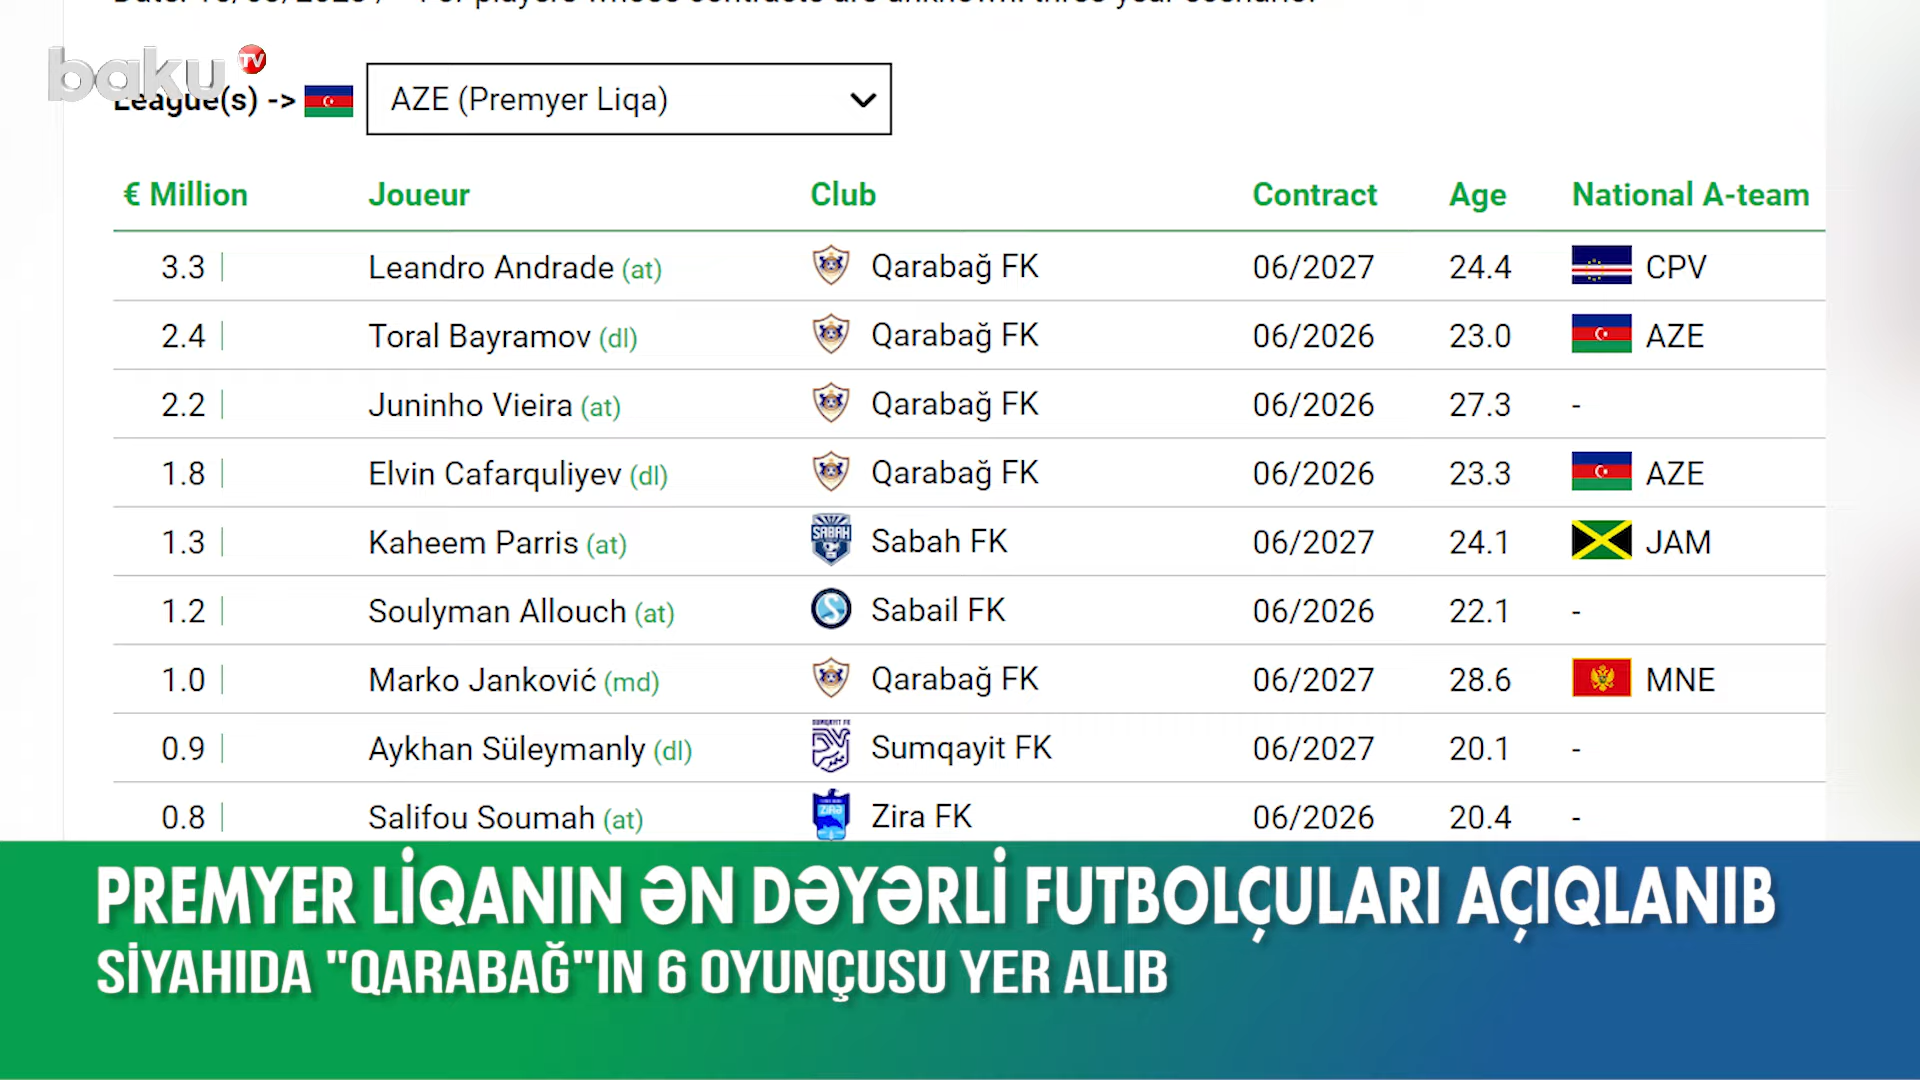 baku TV
League(s) -> AZE (Premyer Liqa)
€ Million Joueur Club Contract Age National A-team
3.3 Leandro Andrade (at) Qarabağ FK 06/2027 24.4 CPV
2.4 Toral Bayramov (dl) Qarabağ FK 06/2026 23.0 AZE
2.2 Juninho Vieira (at) Qarabağ FK 06/2026 27.3 -
1.8 Elvin Cafarquliyev (dl) Qarabağ FK 06/2026 23.3 AZE
1.3 Kaheem Parris (at) SABAH Sabah FK 06/2027 24.1 JAM
1.2 Soulyman Allouch (at) Sabail FK 06/2026 22.1 -
1.0 Marko Janković (md) Qarabağ FK 06/2027 28.6 MNE
0.9 Aykhan Süleymanly (dl) Sumqayit FK 06/2027 20.1 -
0.8 Salifou Soumah (at) Zira FK 06/2026 20.4 -
PREMYER LİQANIN ƏN DƏYƏRLİ FUTBOLÇULARI AÇIQLANIB
SİYAHIDA "QARABAĞ"IN 6 OYUNÇUSU YER ALIB